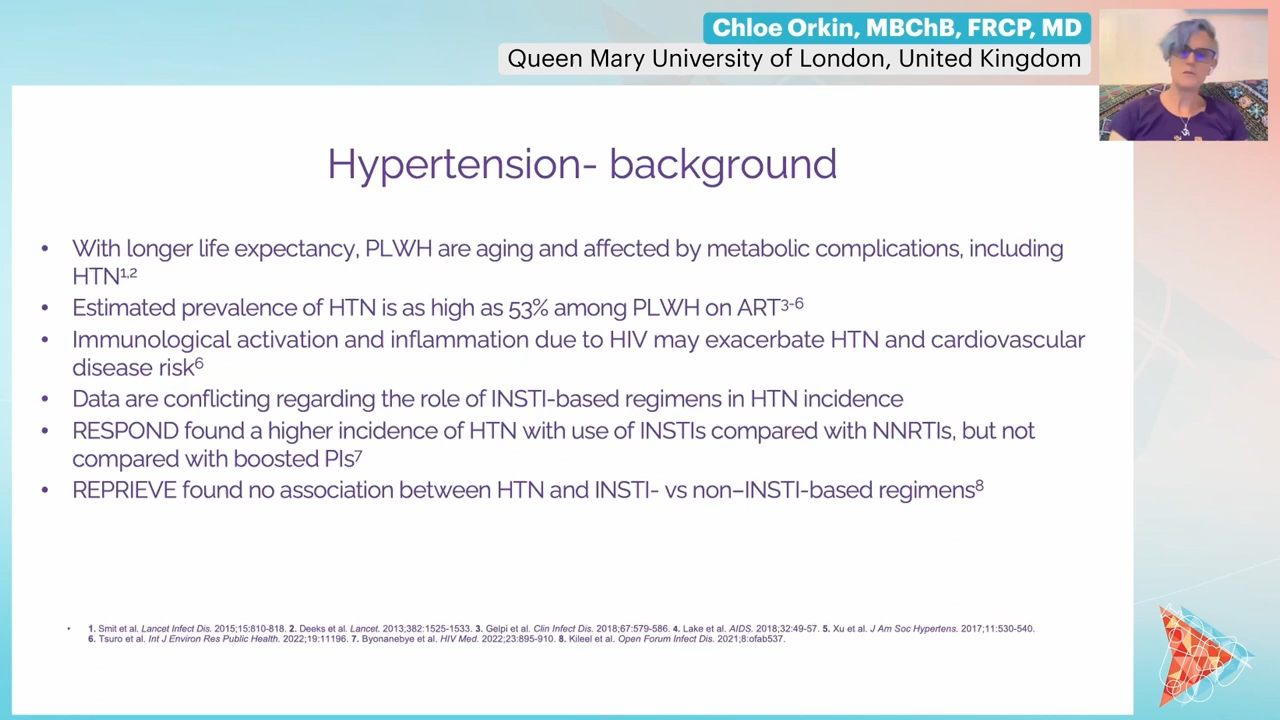 Chloe Orkin, MBChB, FRCP, MD
Queen Mary University of London, United Kingdom
Hypertension- background
• With longer life expectancy, PLWH are aging and affected by metabolic complications, including
HTN1,2
• Estimated prevalence of HTN is as high as 53% among PLWH on ART3-6
• Immunological activation and inflammation due to HIV may exacerbate HTN and cardiovascular
disease risk6
• Data are conflicting regarding the role of INSTI-based regimens in HTN incidence
• RESPOND found a higher incidence of HTN with use of INSTIs compared with NNRTIs, but not
compared with boosted PIs7
• REPRIEVE found no association between HTN and INSTI- vs non–INSTI-based regimens8
• 1. Smit et al. Lancet Infect Dis. 2015;15:810-818. 2. Deeks et al. Lancet. 2013;382:1525-1533. 3. Gelpi et al. Clin Infect Dis. 2018;67:579-586. 4. Lake et al. AIDS. 2018;32:49-57. 5. Xu et al. J Am Soc Hypertens. 2017;11:530-540.
6. Tsuro et al. Int J Environ Res Public Health. 2022;19:11196. 7. Byonanebye et al. HIV Med. 2022;23:895-910. 8. Kileel et al. Open Forum Infect Dis. 2021;8:ofab537.